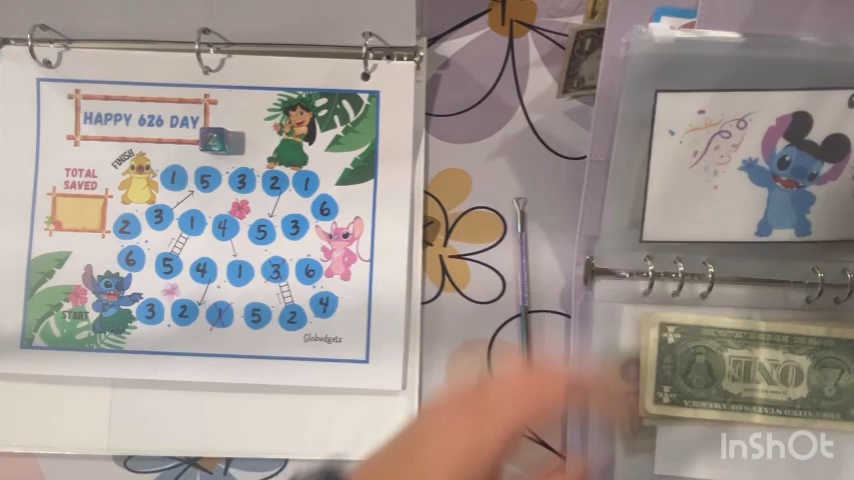 HAPPY 626 DAY
FINISH
TOTAL
SAVED
1 5 3 2 1
2 3 1 4 5 3 6
6 5 4 1 3 6
START
3 2 1 5 2 4
Globudgets
ONE
1
InShOt